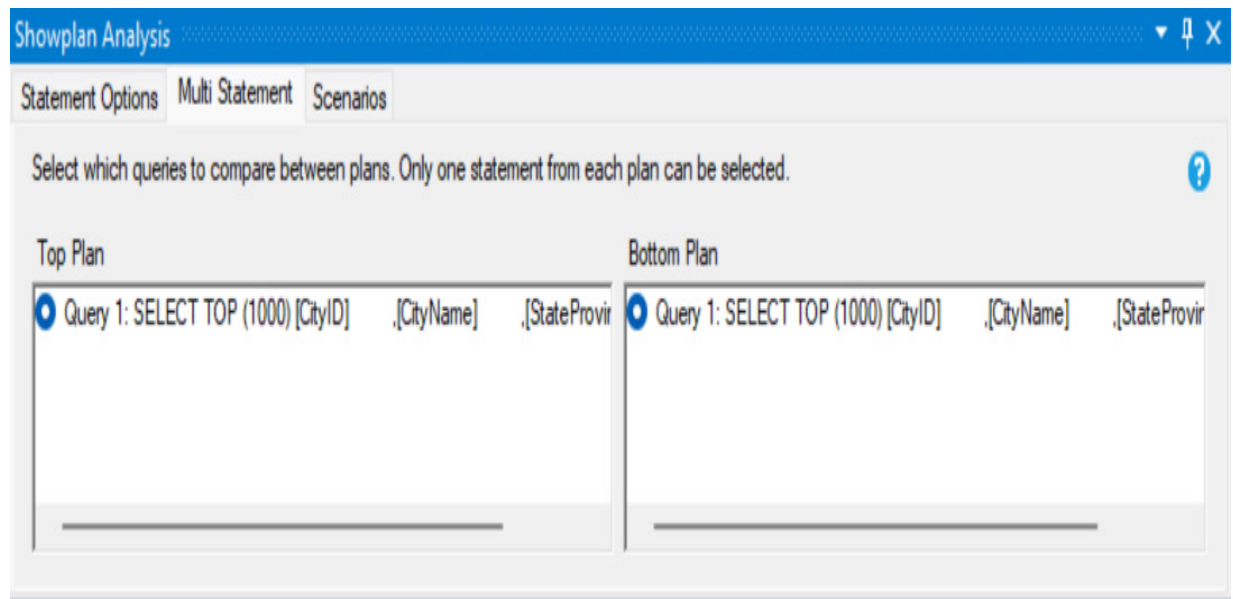 Showplan Analysis
Statement Options Multi Statement Scenarios
Select which queries to compare between plans. Only one statement from each plan can be selected.
?
Top Plan
Query 1: SELECT TOP (1000) [CityID] ,[CityName] ,[StateProvin
Bottom Plan
Query 1: SELECT TOP (1000) [CityID] ,[CityName] ,[StateProvin